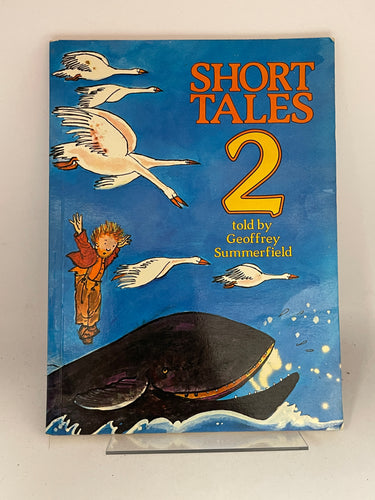 SHORT
TALES
2
told by
Geoffrey
Summerfield